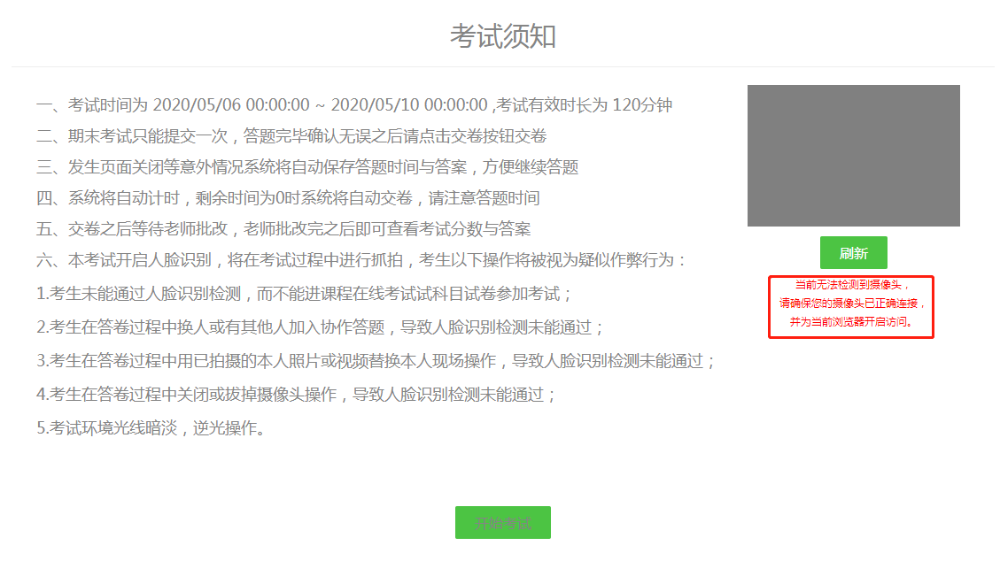 考试须知
一、考试时间为 2020/05/06 00:00:00 ~ 2020/05/10 00:00:00 ,考试有效时长为 120分钟
二、期末考试只能提交一次，答题完毕确认无误之后请点击交卷按钮交卷
三、发生页面关闭等意外情况系统将自动保存答题时间与答案，方便继续答题
四、系统将自动计时，剩余时间为0时系统将自动交卷，请注意答题时间
五、交卷之后等待老师批改，老师批改完之后即可查看考试分数与答案
六、本考试开启人脸识别，将在考试过程中进行抓拍，考生以下操作将被视为疑似作弊行为：
1.考生未能通过人脸识别检测，而不能进课程在线考试试科目试卷参加考试；
2.考生在答卷过程中换人或有其他人加入协作答题，导致人脸识别检测未能通过；
3.考生在答卷过程中用已拍摄的本人照片或视频替换本人现场操作，导致人脸识别检测未能通过；
4.考生在答卷过程中关闭或拔掉摄像头操作，导致人脸识别检测未能通过；
5.考试环境光线暗淡，逆光操作。
刷新
当前无法检测到摄像头，
请确保您的摄像头已正确连接，
并为当前浏览器开启访问。
开始考试